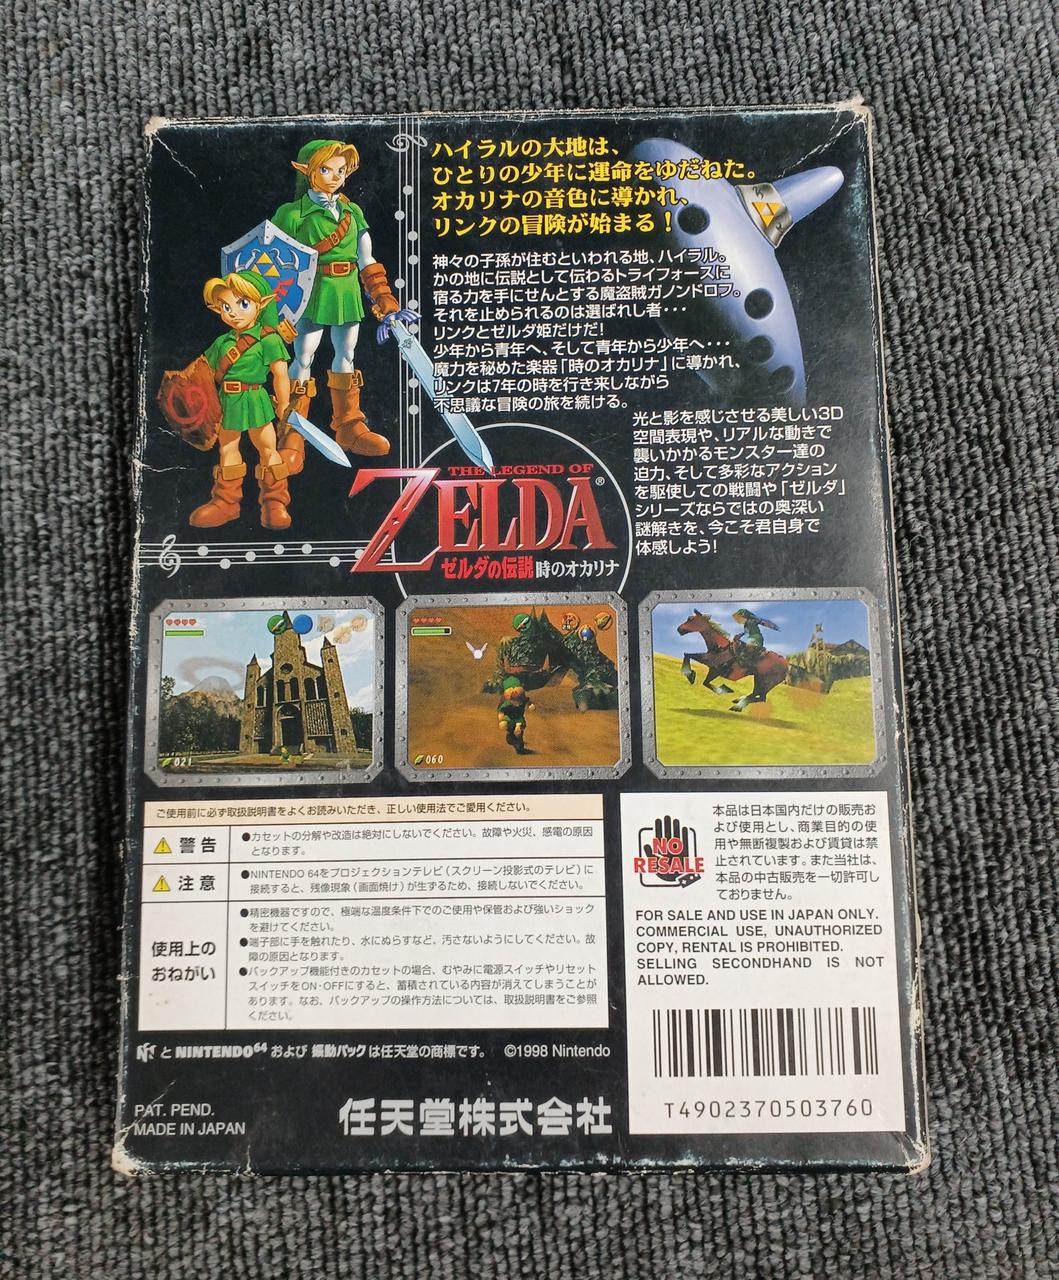 ハイラルの大地は、
ひとりの少年に運命をゆだねた。
オカリナの音色に導かれ、
リンクの冒険が始まる！
神々の子孫が住むといわれる地、ハイラル。
かの地に伝説として伝わるトライフォースに
宿る力を手にせんとする魔盗賊ガノンドロフ。
それを止められるのは選ばれし者・・・
リンクとゼルダ姫だけだ!
少年から青年へ、そして青年から少年へ・・・
魔力を秘めた楽器「時のオカリナ」に導かれ、
リンクは7年の時を行き来しながら
不思議な冒険の旅を続ける。
光と影を感じさせる美しい3D
空間表現や、リアルな動きで
襲いかかるモンスター達の
迫力、そして多彩なアクション
を駆使しての戦闘や「ゼルダ」
シリーズならではの奥深い
謎解きを、今こそ君自身で
体感しよう!
THE LEGEND OF
ZELDA®
ゼルダの伝説 時のオカリナ
021
060
ご使用前に必ず取扱説明書をよくお読みいただき、正しい使用法でご愛用ください。
警告
●カセットの分解や改造は絶対にしないでください。故障や火災、感電の原因
となります。
注意
●NINTENDO 64をプロジェクションテレビ(スクリーン投影式のテレビ)に
接続すると、残像現象(画面焼け)が生ずるため、接続しないでください。
使用上の
おねがい
●精密機器ですので、極端な温度条件下でのご使用や保管および強いショック
を避けてください。
●端子部に手を触れたり、水にぬらすなど、汚さないようにしてください。故
障の原因となります。
●バックアップ機能付きのカセットの場合、むやみに電源スイッチやリセット
スイッチをON・OFFにすると、蓄積されている内容が消えてしまうことが
あります。なお、バックアップの操作方法については、取扱説明書をご参照
ください。
と NINTENDO64 および 振動パック は任天堂の商標です。 ©1998 Nintendo
PAT. PEND.
MADE IN JAPAN
任天堂株式会社
NO
RESALE
本品は日本国内だけの販売お
よび使用とし、商業目的の使
用や無断複製および賃貸は禁
止されています。また当社は、
本品の中古販売を一切許可し
ておりません。
FOR SALE AND USE IN JAPAN ONLY.
COMMERCIAL USE, UNAUTHORIZED
COPY, RENTAL IS PROHIBITED.
SELLING SECONDHAND IS NOT
ALLOWED.
T4902370503760